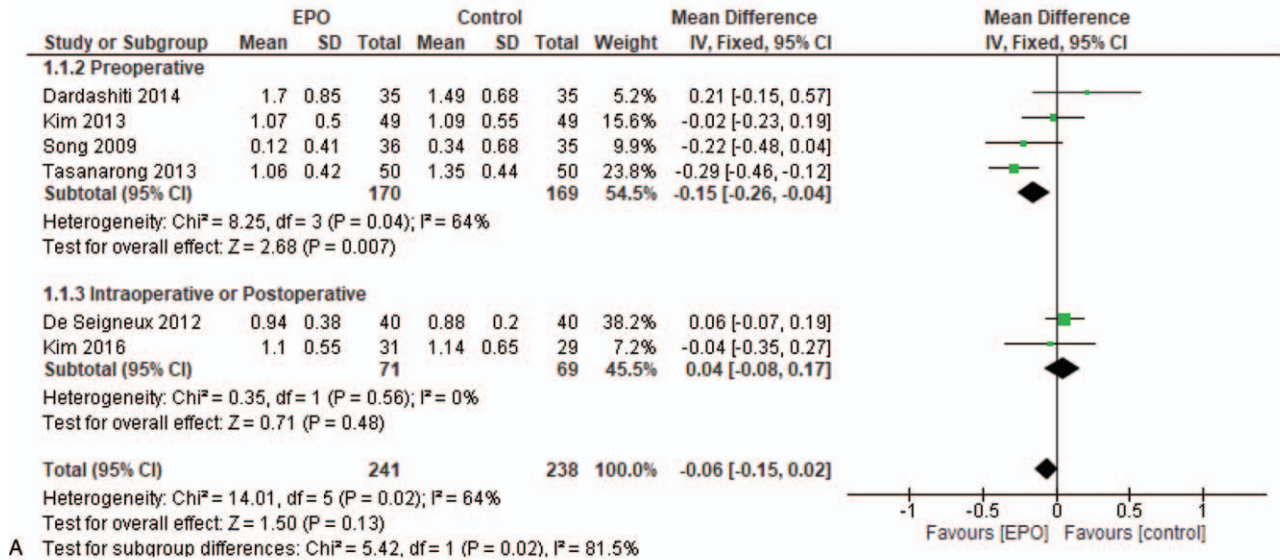 EPO Control Mean Difference Mean Difference
Study or Subgroup Mean SD Total Mean SD Total Weight IV, Fixed, 95% CI IV, Fixed, 95% CI
1.1.2 Preoperative
Dardashiti 2014 1.7 0.85 35 1.49 0.68 35 5.2% 0.21 [-0.15, 0.57]
Kim 2013 1.07 0.5 49 1.09 0.55 49 15.6% -0.02 [-0.23, 0.19]
Song 2009 0.12 0.41 36 0.34 0.68 35 9.9% -0.22 [-0.48, 0.04]
Tasanarong 2013 1.06 0.42 50 1.35 0.44 50 23.8% -0.29 [-0.46, -0.12]
Subtotal (95% CI) 170 169 54.5% -0.15 [-0.26, -0.04]
Heterogeneity: Chi² = 8.25, df = 3 (P = 0.04); I² = 64%
Test for overall effect: Z = 2.68 (P = 0.007)
1.1.3 Intraoperative or Postoperative
De Seigneux 2012 0.94 0.38 40 0.88 0.2 40 38.2% 0.06 [-0.07, 0.19]
Kim 2016 1.1 0.55 31 1.14 0.65 29 7.2% -0.04 [-0.35, 0.27]
Subtotal (95% CI) 71 69 45.5% 0.04 [-0.08, 0.17]
Heterogeneity: Chi² = 0.35, df = 1 (P = 0.56); I² = 0%
Test for overall effect: Z = 0.71 (P = 0.48)
Total (95% CI) 241 238 100.0% -0.06 [-0.15, 0.02]
Heterogeneity: Chi² = 14.01, df = 5 (P = 0.02); I² = 64%
Test for overall effect: Z = 1.50 (P = 0.13)
A Test for subgroup differences: Chi² = 5.42, df = 1 (P = 0.02), I² = 81.5%
-1 -0.5 0 0.5 1
Favours [EPO] Favours [control]